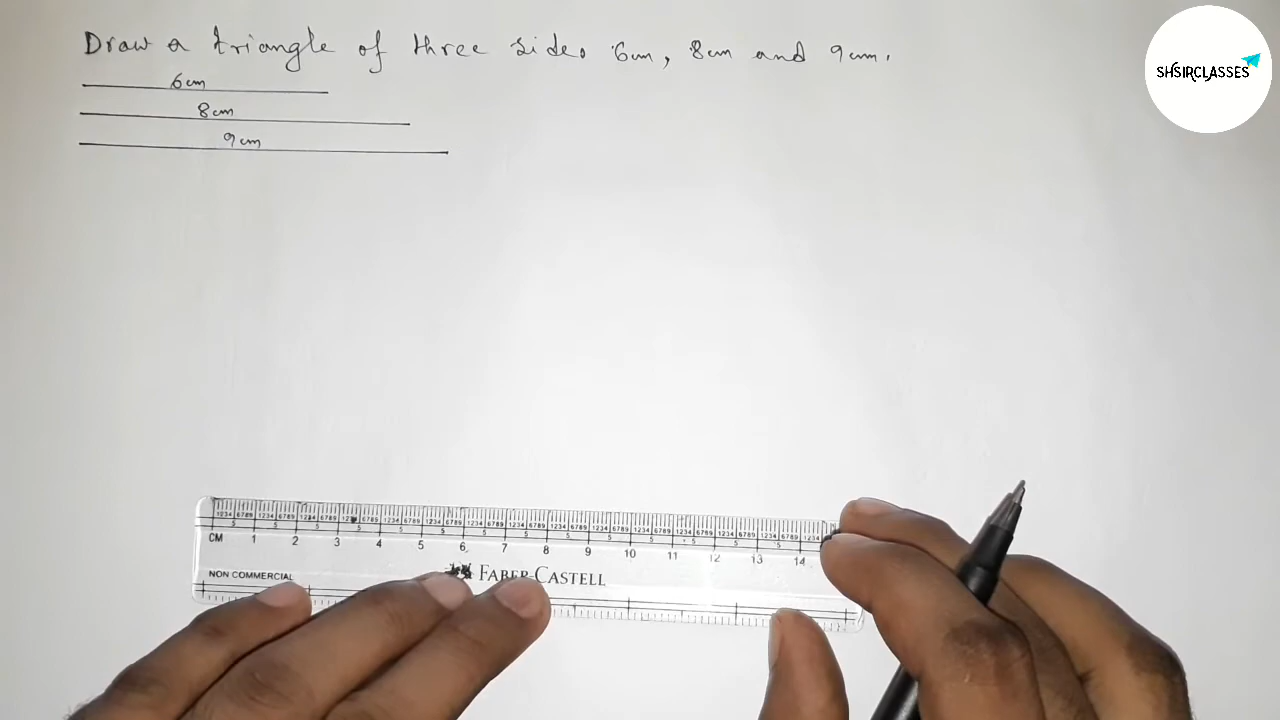 Draw a triangle of three sides 6cm, 8cm and 9cm.
6cm
8cm
9cm
SHSIRCLASSES
CM 1 2 3 4 5 6 7 8 9 10 11 12 13 14
FABER-CASTELL
NON COMMERCIAL